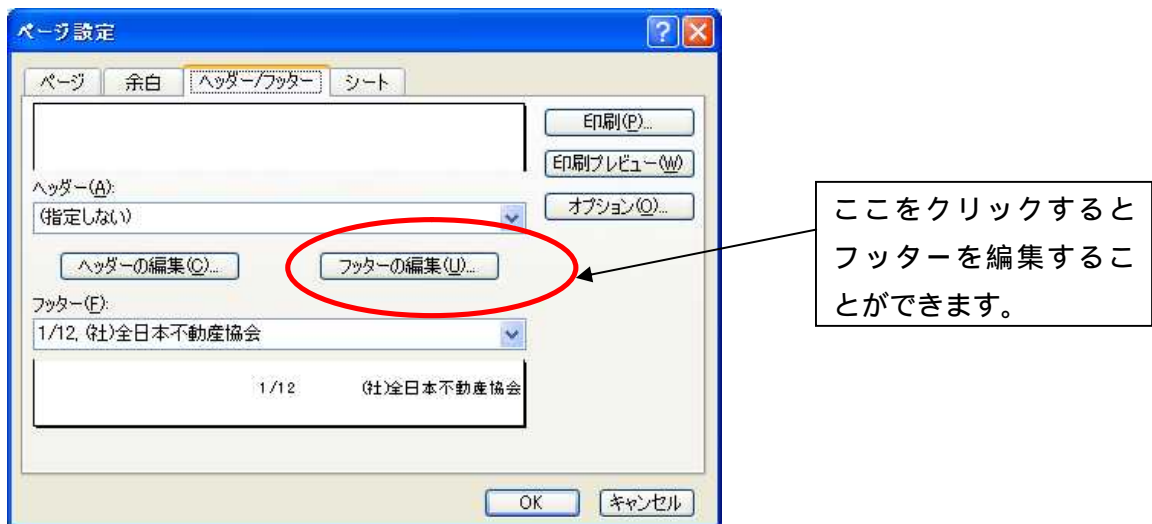 ページ設定
ページ
余白
ヘッダー/フッター
シート
印刷(P)...
印刷プレビュー(W)
オプション(O)...
ヘッダー(A):
(指定しない)
ヘッダーの編集(C)...
フッターの編集(U)...
フッター(F):
1/12, (社)全日本不動産協会
1/12 (社)全日本不動産協会
OK
キャンセル
ここをクリックすると
フッターを編集するこ
とができます。